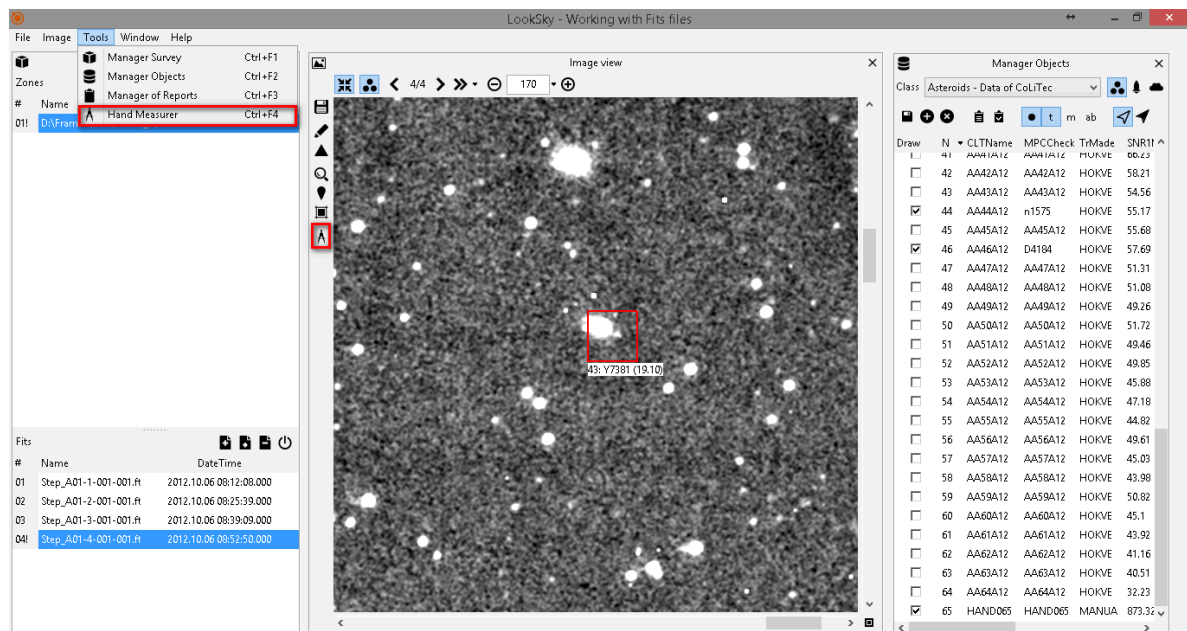 LookSky - Working with Fits files
File Image Tools Window Help
Manager Survey Ctrl+F1
Manager Objects Ctrl+F2
Manager of Reports Ctrl+F3
Hand Measurer Ctrl+F4
Zones
# Name
01! D:\Fram
Image view
4/4 170
43: Y7381 (19.10)
Fits
# Name DateTime
01 Step_A01-1-001-001.ft 2012.10.06 08:12:08.000
02 Step_A01-2-001-001.ft 2012.10.06 08:25:39.000
03 Step_A01-3-001-001.ft 2012.10.06 08:39:09.000
04! Step_A01-4-001-001.ft 2012.10.06 08:52:50.000
Manager Objects
Class Asteroids - Data of CoLiTec
t m ab
Draw N CLTName MPCCheck TrMade SNR1f
41 AA41A12 AA41A12 HOKVE 66.23
42 AA42A12 AA42A12 HOKVE 58.21
43 AA43A12 AA43A12 HOKVE 54.56
44 AA44A12 n1575 HOKVE 55.17
45 AA45A12 AA45A12 HOKVE 55.68
46 AA46A12 D4184 HOKVE 57.69
47 AA47A12 AA47A12 HOKVE 51.31
48 AA48A12 AA48A12 HOKVE 51.08
49 AA49A12 AA49A12 HOKVE 49.26
50 AA50A12 AA50A12 HOKVE 51.72
51 AA51A12 AA51A12 HOKVE 49.46
52 AA52A12 AA52A12 HOKVE 49.85
53 AA53A12 AA53A12 HOKVE 45.88
54 AA54A12 AA54A12 HOKVE 47.18
55 AA55A12 AA55A12 HOKVE 44.82
56 AA56A12 AA56A12 HOKVE 49.61
57 AA57A12 AA57A12 HOKVE 45.03
58 AA58A12 AA58A12 HOKVE 43.98
59 AA59A12 AA59A12 HOKVE 50.82
60 AA60A12 AA60A12 HOKVE 45.1
61 AA61A12 AA61A12 HOKVE 43.92
62 AA62A12 AA62A12 HOKVE 41.16
63 AA63A12 AA63A12 HOKVE 40.51
64 AA64A12 AA64A12 HOKVE 32.23
65 HAND065 HAND065 MANUA 873.32